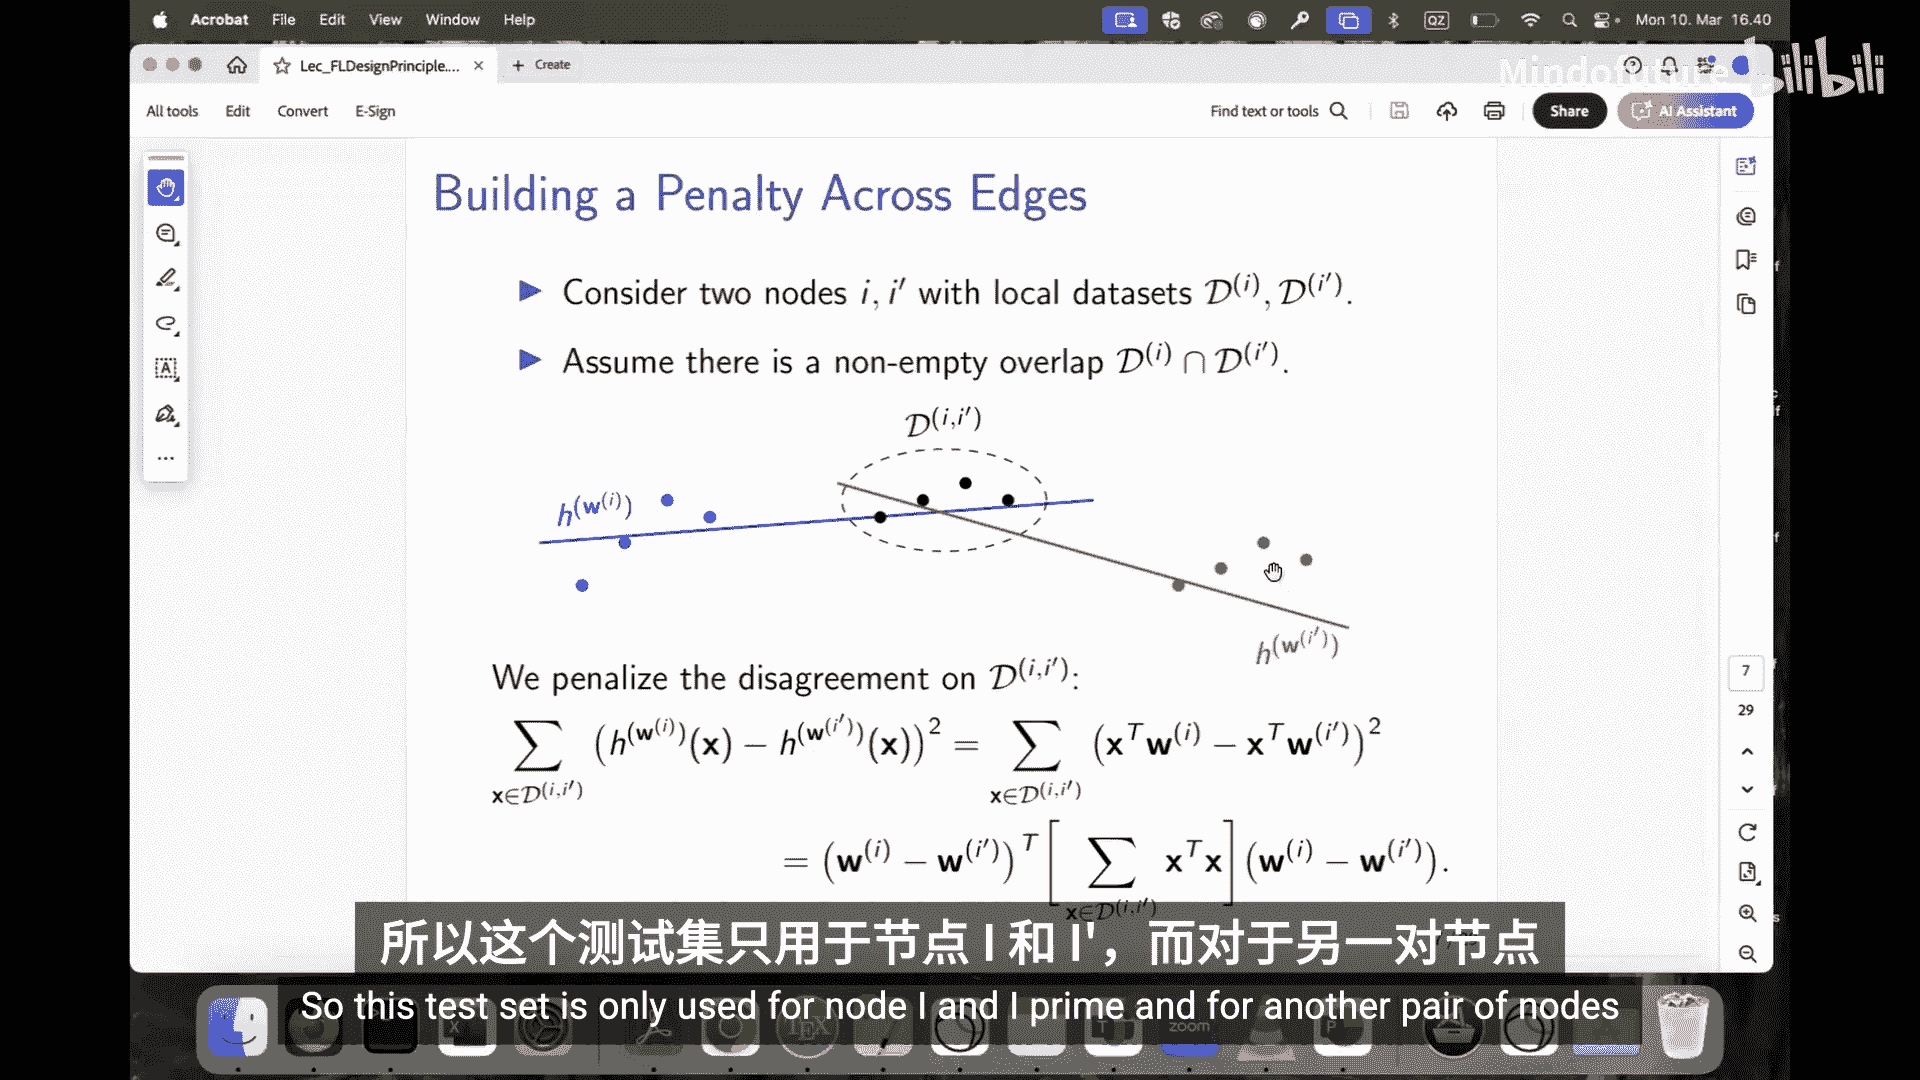 Acrobat File Edit View Window Help QZ Mon 10. Mar 16.40
Lec_FLDesignPrinciple.... Create
Mindofuture bilibili
All tools Edit Convert E-Sign Find text or tools Share AI Assistant
Building a Penalty Across Edges
Consider two nodes i, i′ with local datasets 𝒟^(i), 𝒟^(i′).
Assume there is a non-empty overlap 𝒟^(i) ∩ 𝒟^(i′).
𝒟^(i,i′)
h^(w^(i))
h^(w^(i′))
We penalize the disagreement on 𝒟^(i,i′):
∑_{x∈𝒟^(i,i′)} (h^(w^(i))(x) − h^(w^(i′))(x))² = ∑_{x∈𝒟^(i,i′)} (x^T w^(i) − x^T w^(i′))²
= (w^(i) − w^(i′))^T [∑_{x∈𝒟^(i,i′)} x^T x] (w^(i) − w^(i′)).
7
29
所以这个测试集只用于节点 I 和 I'，而对于另一对节点
So this test set is only used for node I and I prime and for another pair of nodes
zoom